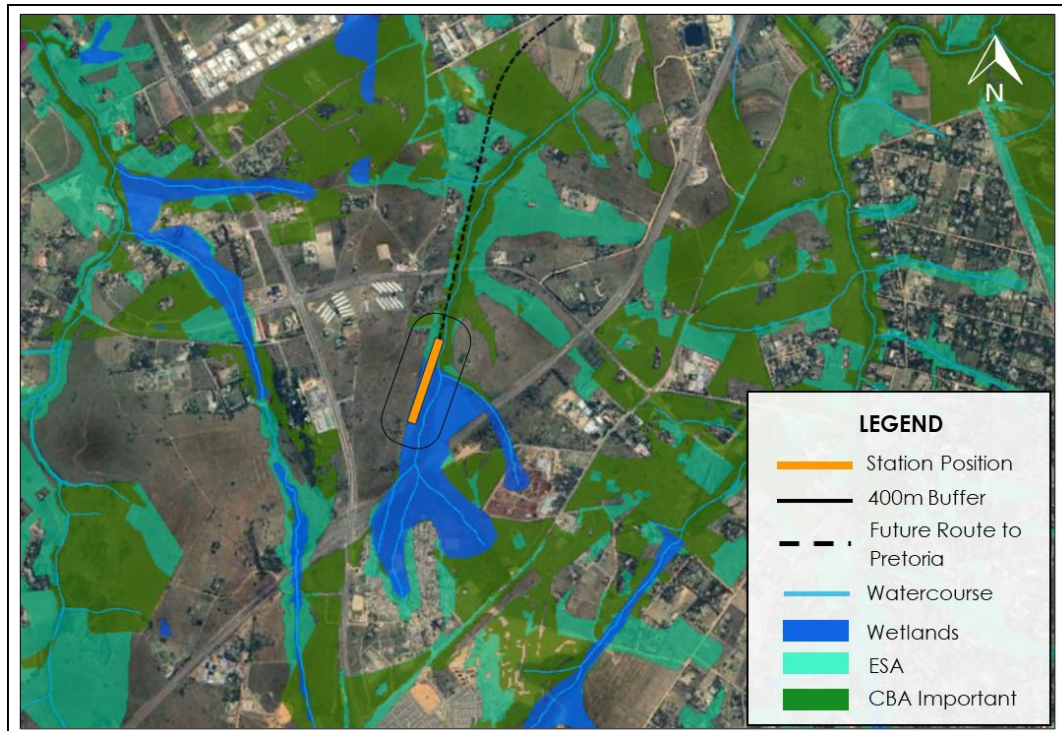 N
LEGEND
Station Position
400m Buffer
Future Route to
Pretoria
Watercourse
Wetlands
ESA
CBA Important